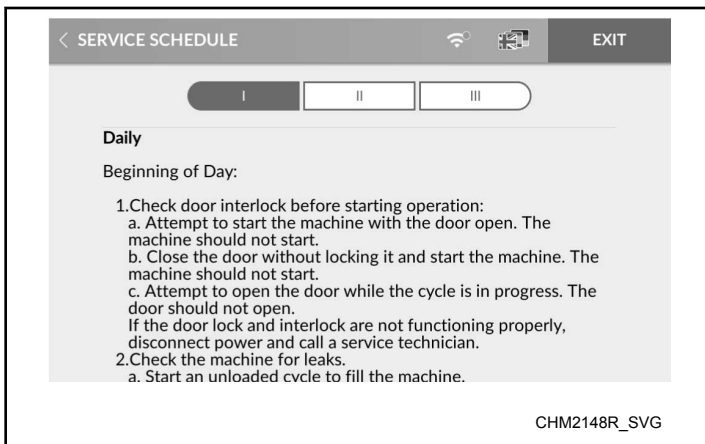 < SERVICE SCHEDULE EXIT
I II III
Daily
Beginning of Day:
1.Check door interlock before starting operation:
a. Attempt to start the machine with the door open. The
machine should not start.
b. Close the door without locking it and start the machine. The
machine should not start.
c. Attempt to open the door while the cycle is in progress. The
door should not open.
If the door lock and interlock are not functioning properly,
disconnect power and call a service technician.
2.Check the machine for leaks.
a. Start an unloaded cycle to fill the machine.
CHM2148R_SVG